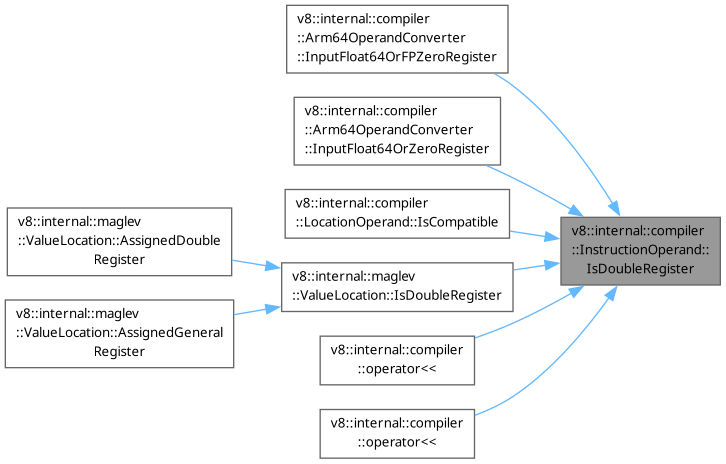 v8::internal::compiler
::Arm64OperandConverter
::InputFloat64OrFPZeroRegister
v8::internal::compiler
::Arm64OperandConverter
::InputFloat64OrZeroRegister
v8::internal::compiler
::LocationOperand::IsCompatible
v8::internal::maglev
::ValueLocation::AssignedDouble
Register
v8::internal::maglev
::ValueLocation::IsDoubleRegister
v8::internal::compiler
::InstructionOperand::
IsDoubleRegister
v8::internal::maglev
::ValueLocation::AssignedGeneral
Register
v8::internal::compiler
::operator<<
v8::internal::compiler
::operator<<